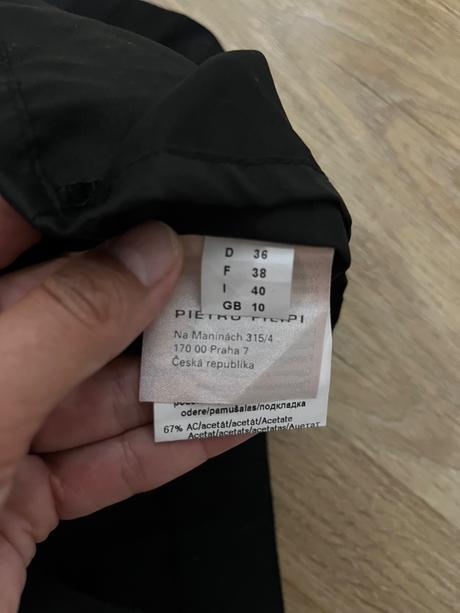 D 36
F 38
I 40
GB 10
PIETRO FILIPI
Na Maninách 315/4
170 00 Praha 7
Česká republika
odere/pamušalas/подкладка
67% AC/acetát/acetát/Acetate
Acetat/acetats/acetatas/Ацетат